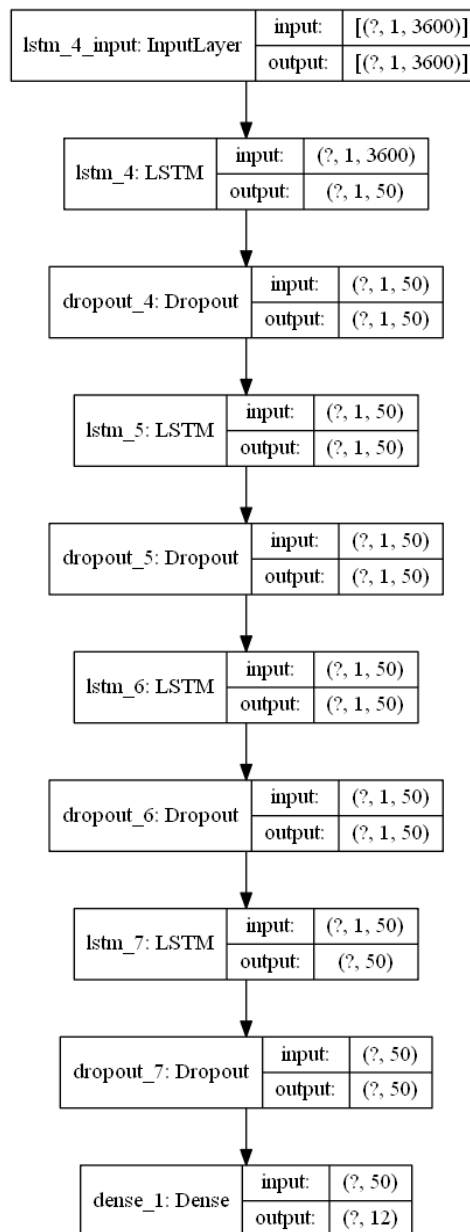 lstm_4_input: InputLayer
input: [(?, 1, 3600)]
output: [(?, 1, 3600)]
lstm_4: LSTM
input: (?, 1, 3600)
output: (?, 1, 50)
dropout_4: Dropout
input: (?, 1, 50)
output: (?, 1, 50)
lstm_5: LSTM
input: (?, 1, 50)
output: (?, 1, 50)
dropout_5: Dropout
input: (?, 1, 50)
output: (?, 1, 50)
lstm_6: LSTM
input: (?, 1, 50)
output: (?, 1, 50)
dropout_6: Dropout
input: (?, 1, 50)
output: (?, 1, 50)
lstm_7: LSTM
input: (?, 1, 50)
output: (?, 50)
dropout_7: Dropout
input: (?, 50)
output: (?, 50)
dense_1: Dense
input: (?, 50)
output: (?, 12)